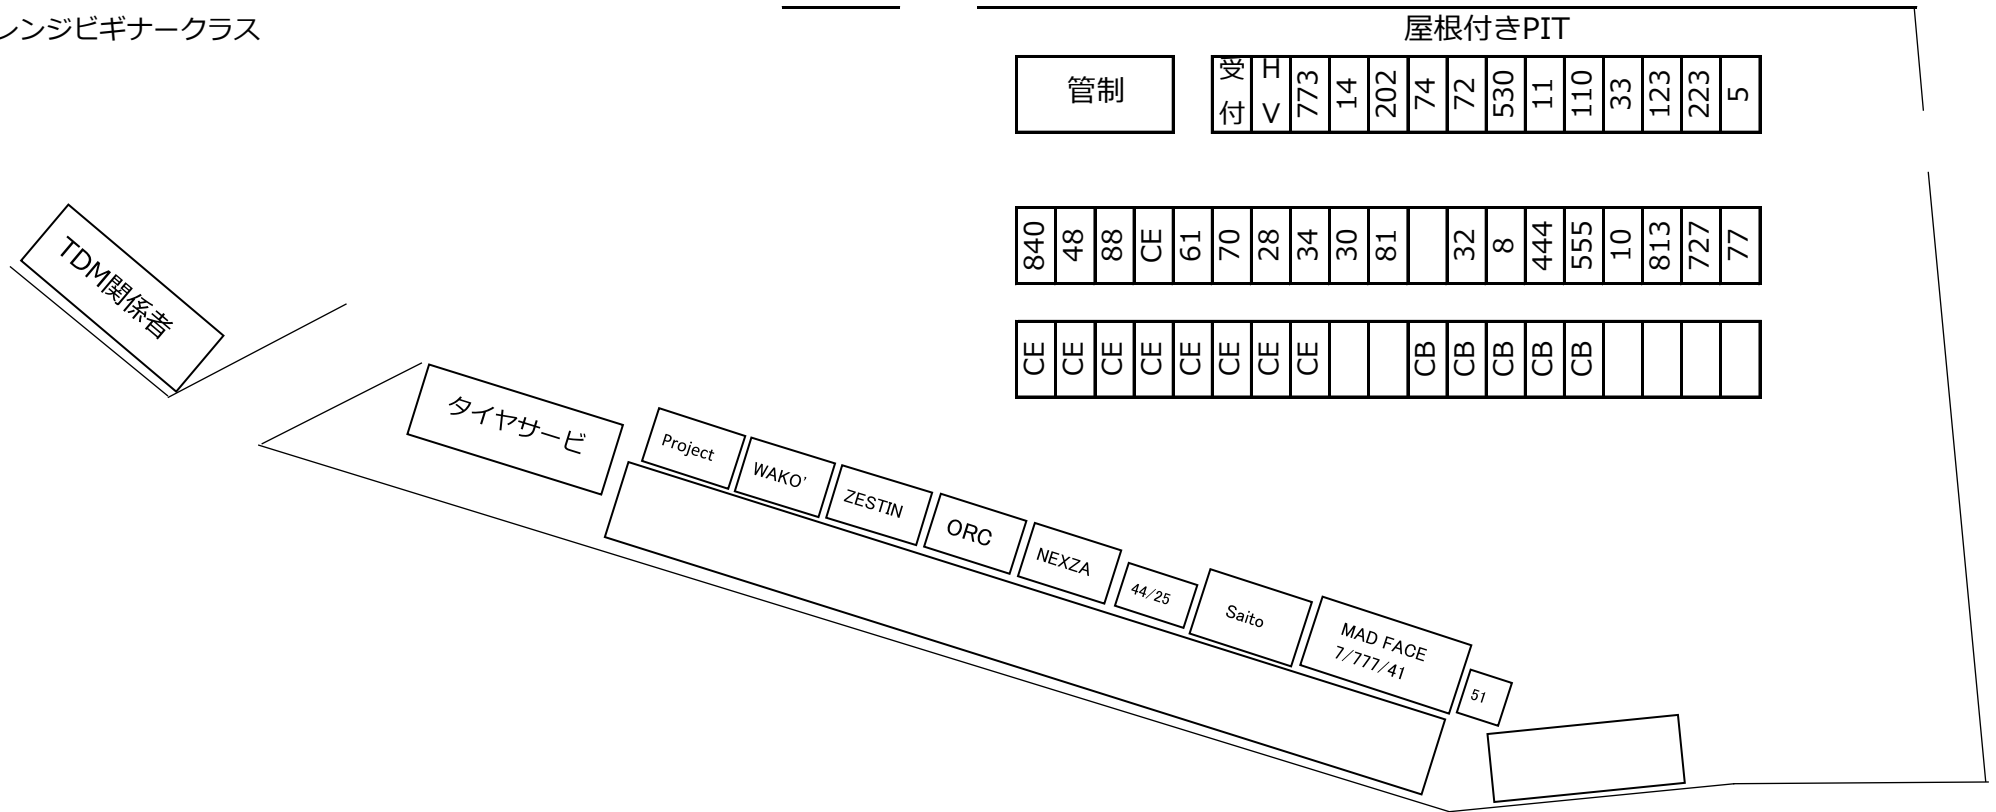 レンジビギナークラス
屋根付きPIT
管制
受付
HV
773
14
202
74
72
530
11
110
33
123
223
5
840
48
88
CE
61
70
28
34
30
81
32
8
444
555
10
813
727
77
CE
CE
CE
CE
CE
CE
CE
CE
CB
CB
CB
CB
CB
TDM関係者
タイヤサービ
Project
WAKO'
ZESTIN
ORC
NEXZA
44/25
Saito
MAD FACE
7/777/41
51